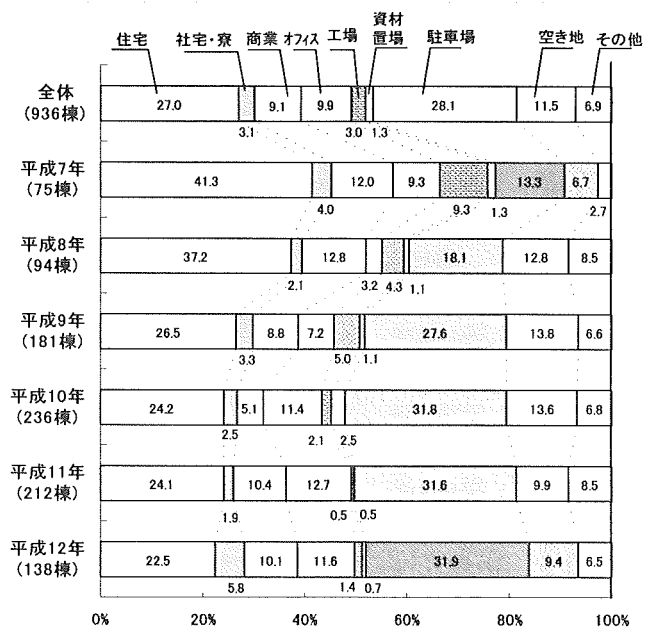 住宅 社宅・寮 商業 オフィス 工場 資材置場 駐車場 空き地 その他
全体
(936棟)
27.0 9.1 9.9 28.1 11.5 6.9
3.1 3.0 1.3
平成7年
(75棟)
41.3 12.0 9.3 13.3 6.7
4.0 9.3 1.3 2.7
平成8年
(94棟)
37.2 12.8 18.1 12.8 8.5
2.1 3.2 4.3 1.1
平成9年
(181棟)
26.5 8.8 7.2 27.6 13.8 6.6
3.3 5.0 1.1
平成10年
(236棟)
24.2 5.1 11.4 31.8 13.6 6.8
2.5 2.1 2.5
平成11年
(212棟)
24.1 10.4 12.7 31.6 9.9 8.5
1.9 0.5 0.5
平成12年
(138棟)
22.5 10.1 11.6 31.9 9.4 6.5
5.8 1.4 0.7
0% 20% 40% 60% 80% 100%